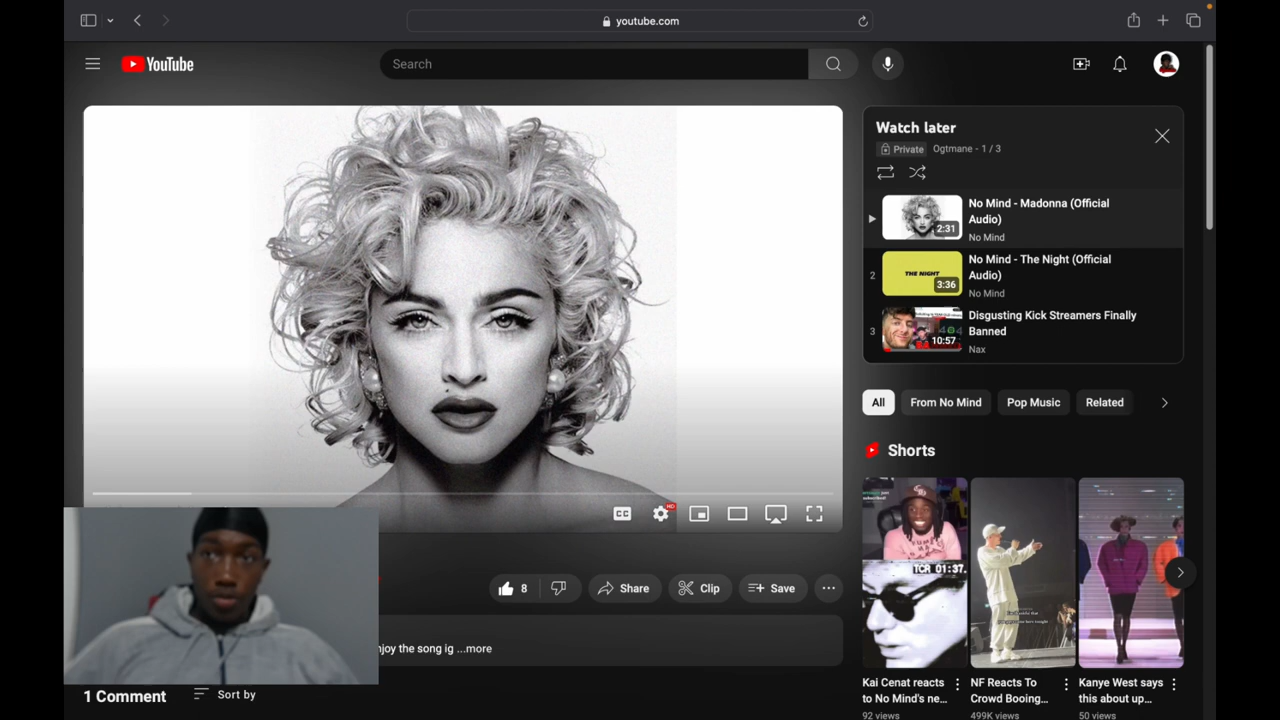 youtube.com
YouTube
Search
Watch later
Private
Ogtmane - 1 / 3
No Mind - Madonna (Official
Audio)
No Mind
2:31
2
No Mind - The Night (Official
Audio)
No Mind
THE NIGHT
3:36
3
Disgusting Kick Streamers Finally
Banned
Nax
10:57
CC
HD
8
Share
Clip
Save
njoy the song ig ...more
1 Comment
Sort by
All
From No Mind
Pop Music
Related
Shorts
TCR 01:37.
Kai Cenat reacts
to No Mind's ne...
92 views
NF Reacts To
Crowd Booing...
499K views
Kanye West says
this about up...
50 views